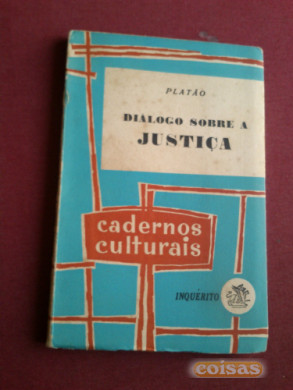 PLATÃO
DIÁLOGO SOBRE A
JUSTIÇA
cadernos
culturais
INQUÉRITO
coisas